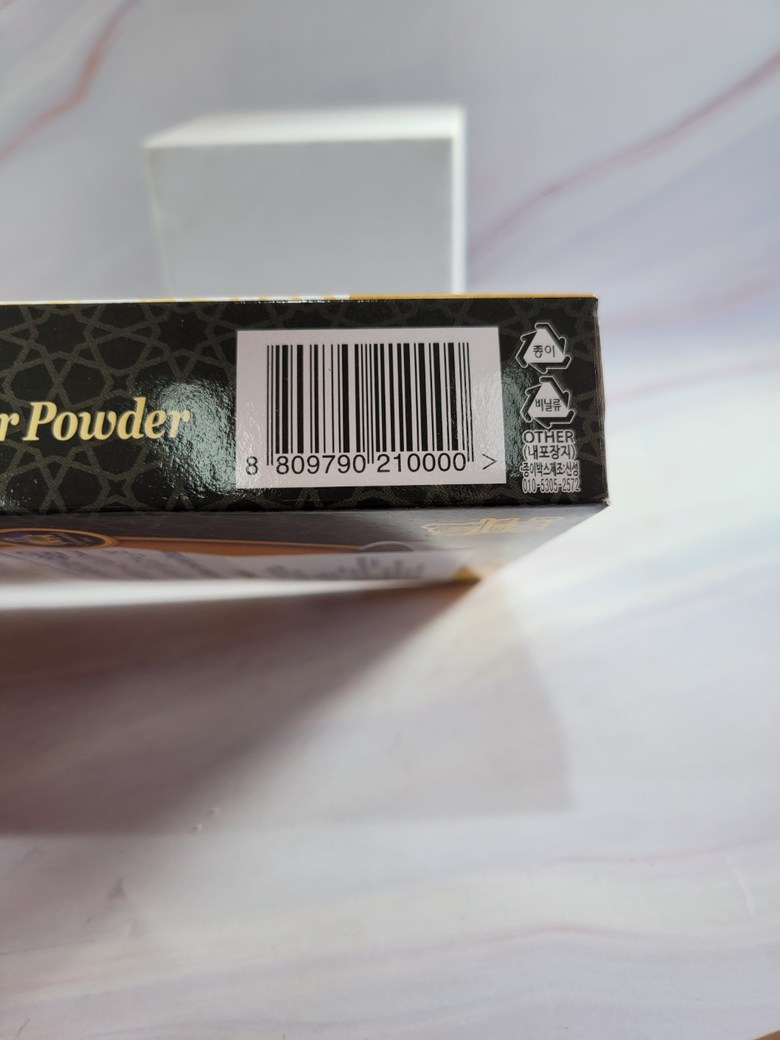 r Powder
8 809790 210000 >
종이
비닐류
OTHER
(내포장지)
종이박스제조:신성
010-5305-2572